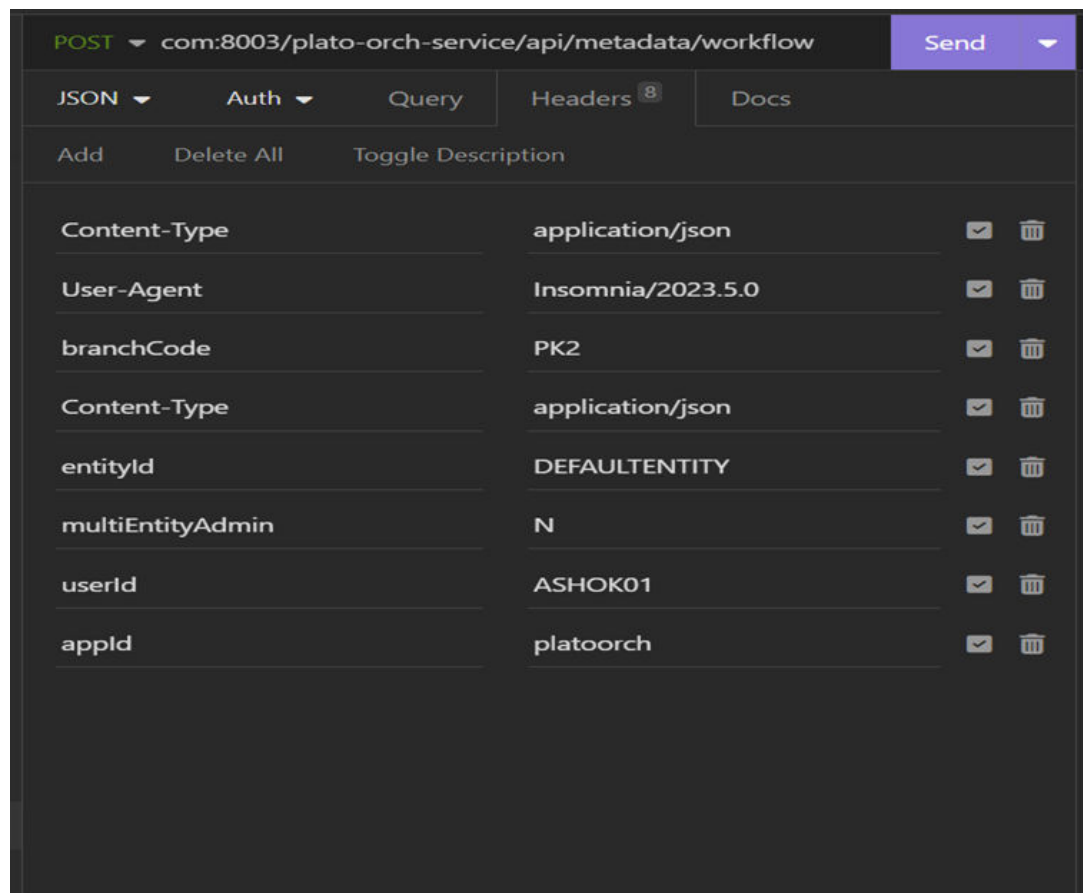 POST com:8003/plato-orch-service/api/metadata/workflow Send
JSON Auth Query Headers 8 Docs
Add Delete All Toggle Description
Content-Type application/json
User-Agent Insomnia/2023.5.0
branchCode PK2
Content-Type application/json
entityId DEFAULTENTITY
multiEntityAdmin N
userId ASHOK01
appId platoorch